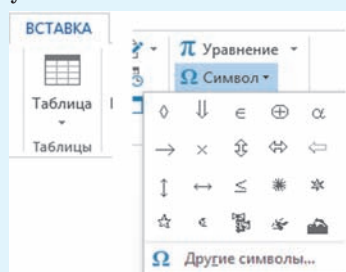 ВСТАВКА
π Уравнение
Ω Символ
Таблица
Таблицы
◊ ⇓ ∈ ⊕ α
→ × ⇕ ⇔ ⇐
↕ ↔ ≤
Ω Другие символы...